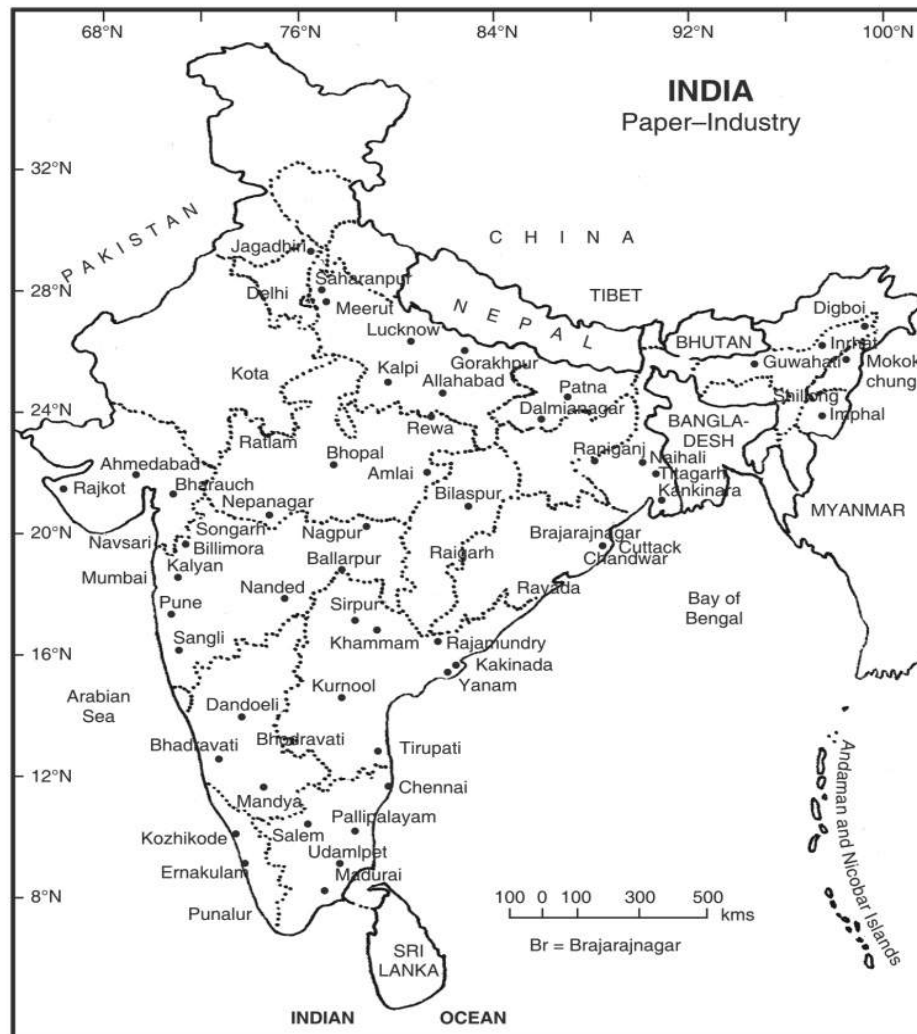 68°E 76°E 84°E 92°E 100°E
INDIA
Paper–Industry
32°N
PAKISTAN
CHINA
Jagadhiri
Saharanpur
28°N
Delhi
Meerut
TIBET
NEPAL
Digboi
Lucknow
BHUTAN
Inrhat
Gorakhpur
Guwahati
Mokok
chung
Kota
Kalpi
Allahabad
Patna
Shillong
24°N
Rewa
Dalmianagar
BANGLA-
DESH
Imphal
Ratlam
Bhopal
Raniganj
Naihali
Ahmedabad
Amlai
Titagarh
Rajkot
Bharauch
Bilaspur
Kankinara
Nepanagar
MYANMAR
20°N
Songarh
Nagpur
Brajarajnagar
Navsari
Billimora
Ballarpur
Raigarh
Cuttack
Chandwar
Kalyan
Mumbai
Nanded
Rayada
Bay of
Bengal
Pune
Sirpur
Sangli
Khammam
Rajamundry
16°N
Kakinada
Yanam
Arabian
Sea
Dandoeli
Kurnool
Bhadravati
Bhodravati
Tirupati
12°N
Chennai
Mandya
Pallipalayam
Kozhikode
Salem
Udamlpet
Ernakulam
Madurai
8°N
Punalur
100 0 100 300 500
kms
Br = Brajarajnagar
SRI
LANKA
Andaman and Nicobar Islands
INDIAN OCEAN